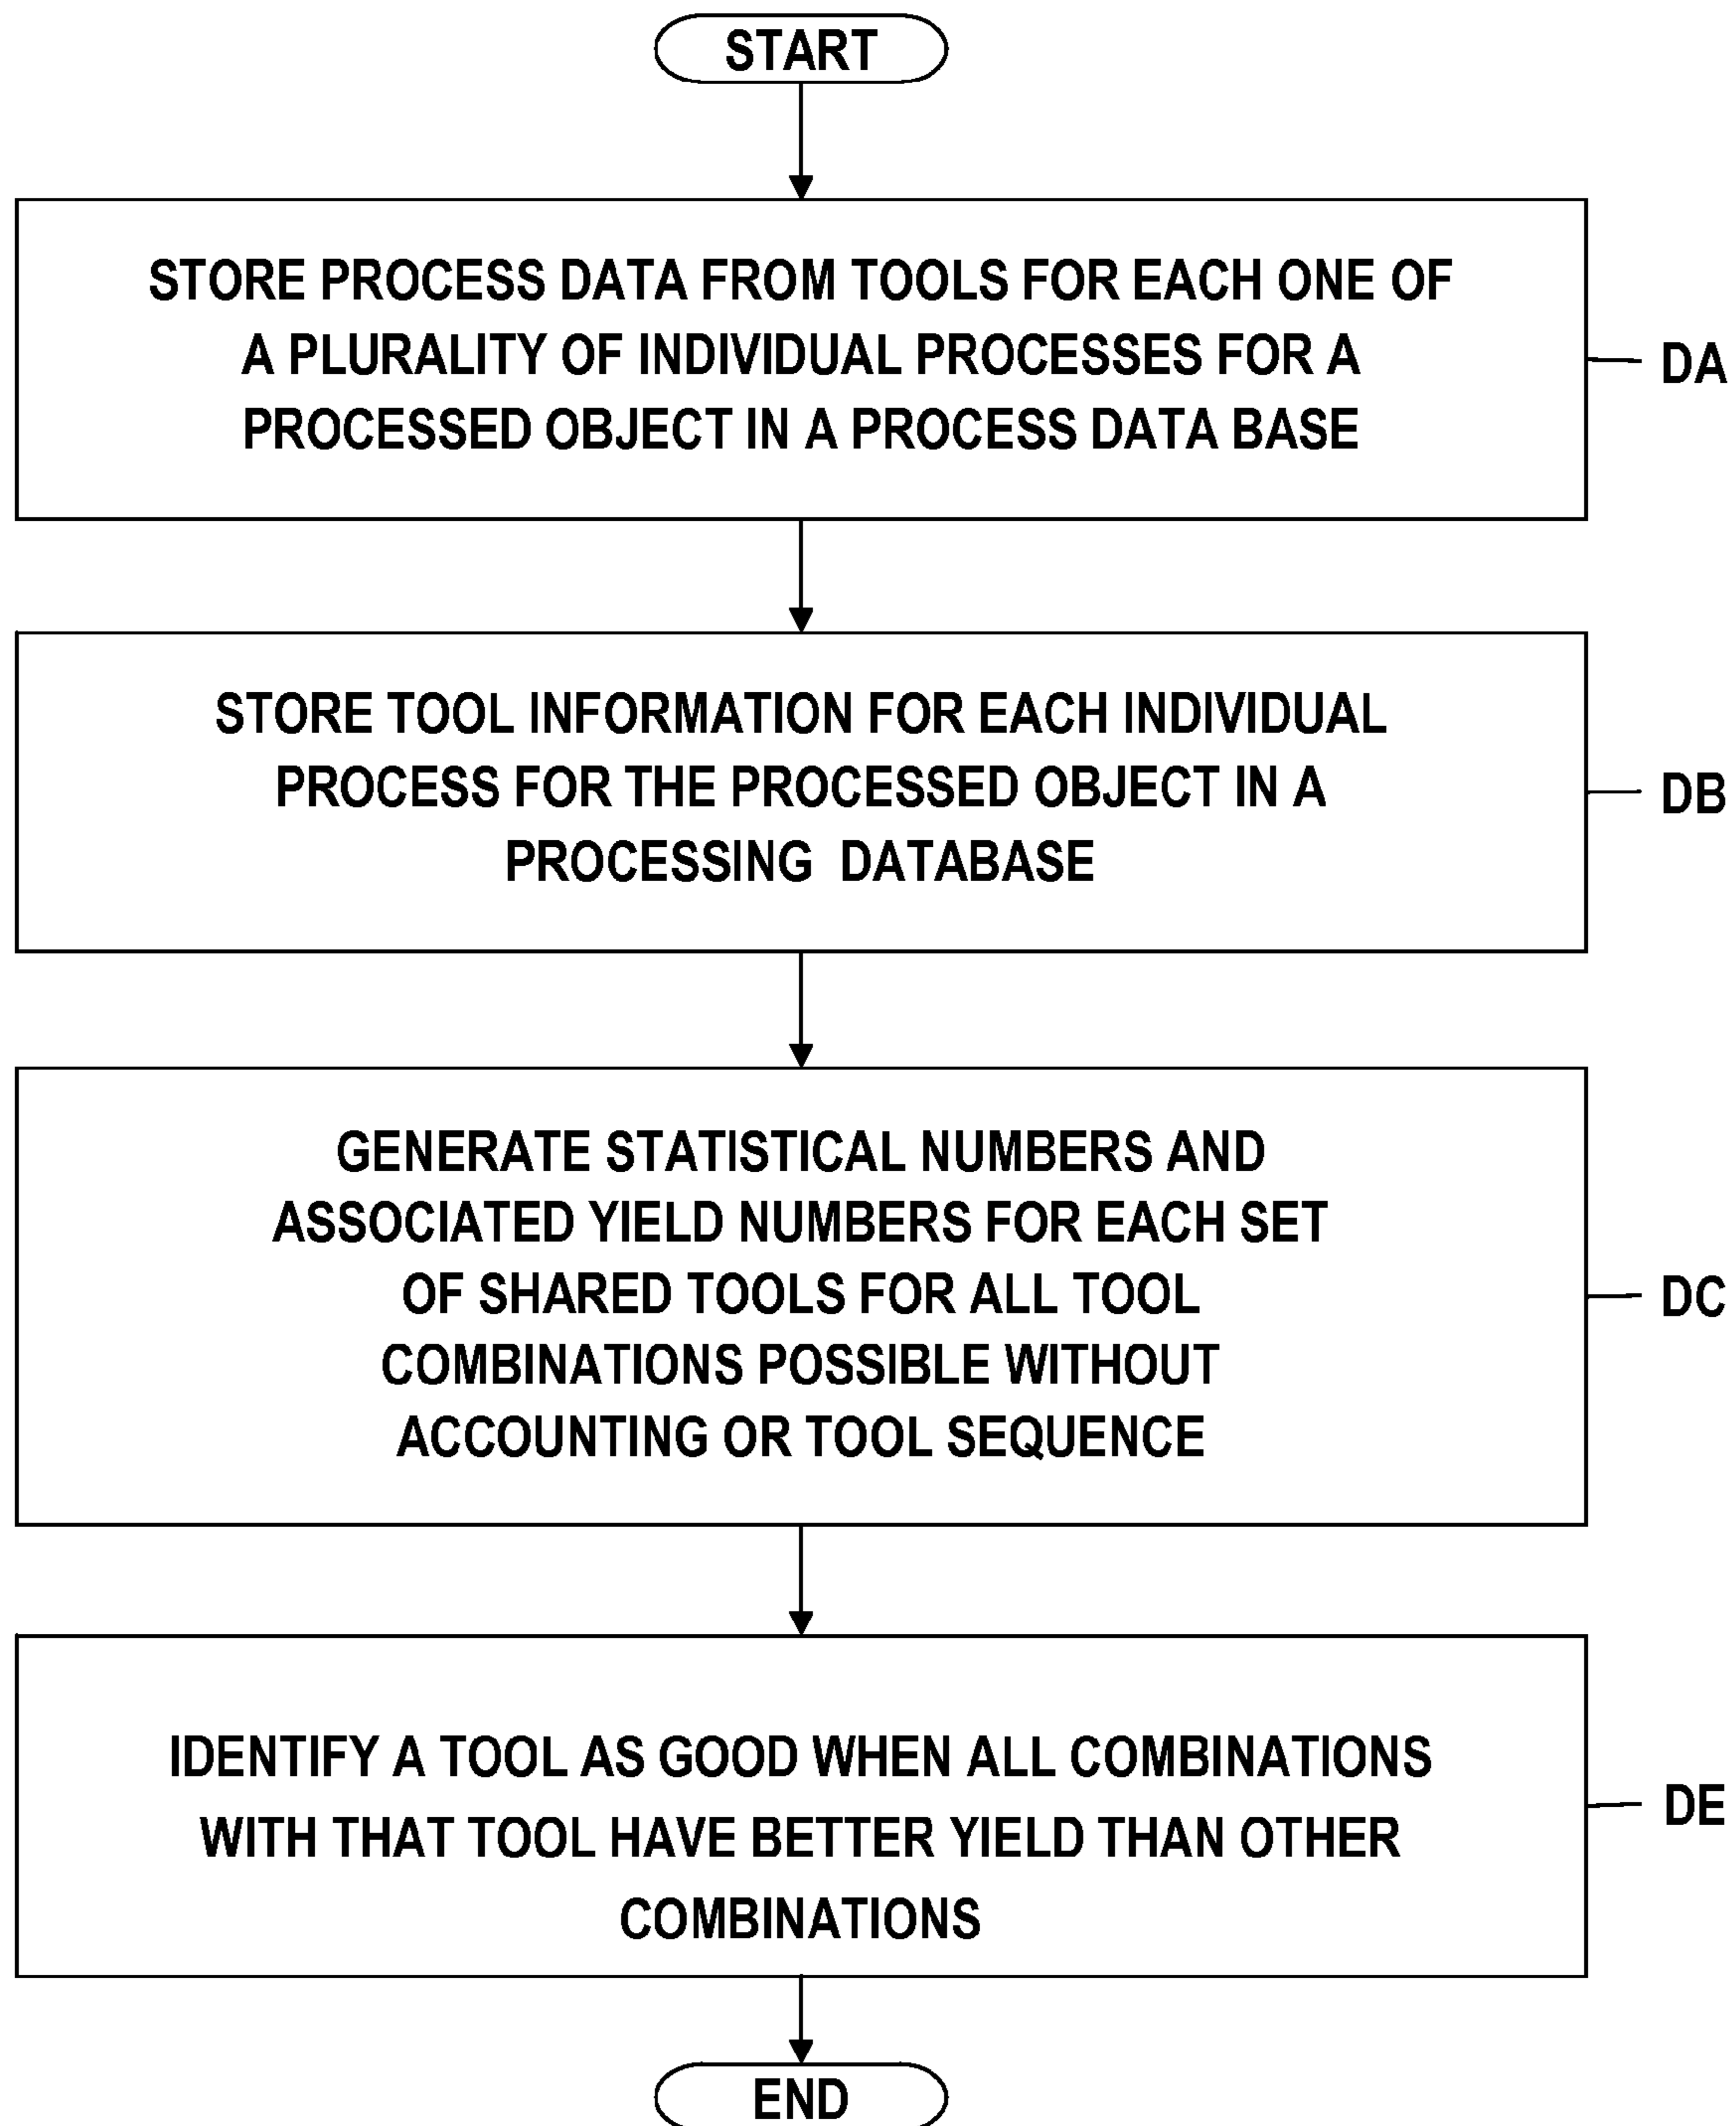 START
STORE PROCESS DATA FROM TOOLS FOR EACH ONE OF
A PLURALITY OF INDIVIDUAL PROCESSES FOR A
PROCESSED OBJECT IN A PROCESS DATA BASE
DA
STORE TOOL INFORMATION FOR EACH INDIVIDUAL
PROCESS FOR THE PROCESSED OBJECT IN A
PROCESSING DATABASE
DB
GENERATE STATISTICAL NUMBERS AND
ASSOCIATED YIELD NUMBERS FOR EACH SET
OF SHARED TOOLS FOR ALL TOOL
COMBINATIONS POSSIBLE WITHOUT
ACCOUNTING OR TOOL SEQUENCE
DC
IDENTIFY A TOOL AS GOOD WHEN ALL COMBINATIONS
WITH THAT TOOL HAVE BETTER YIELD THAN OTHER
COMBINATIONS
DE
END